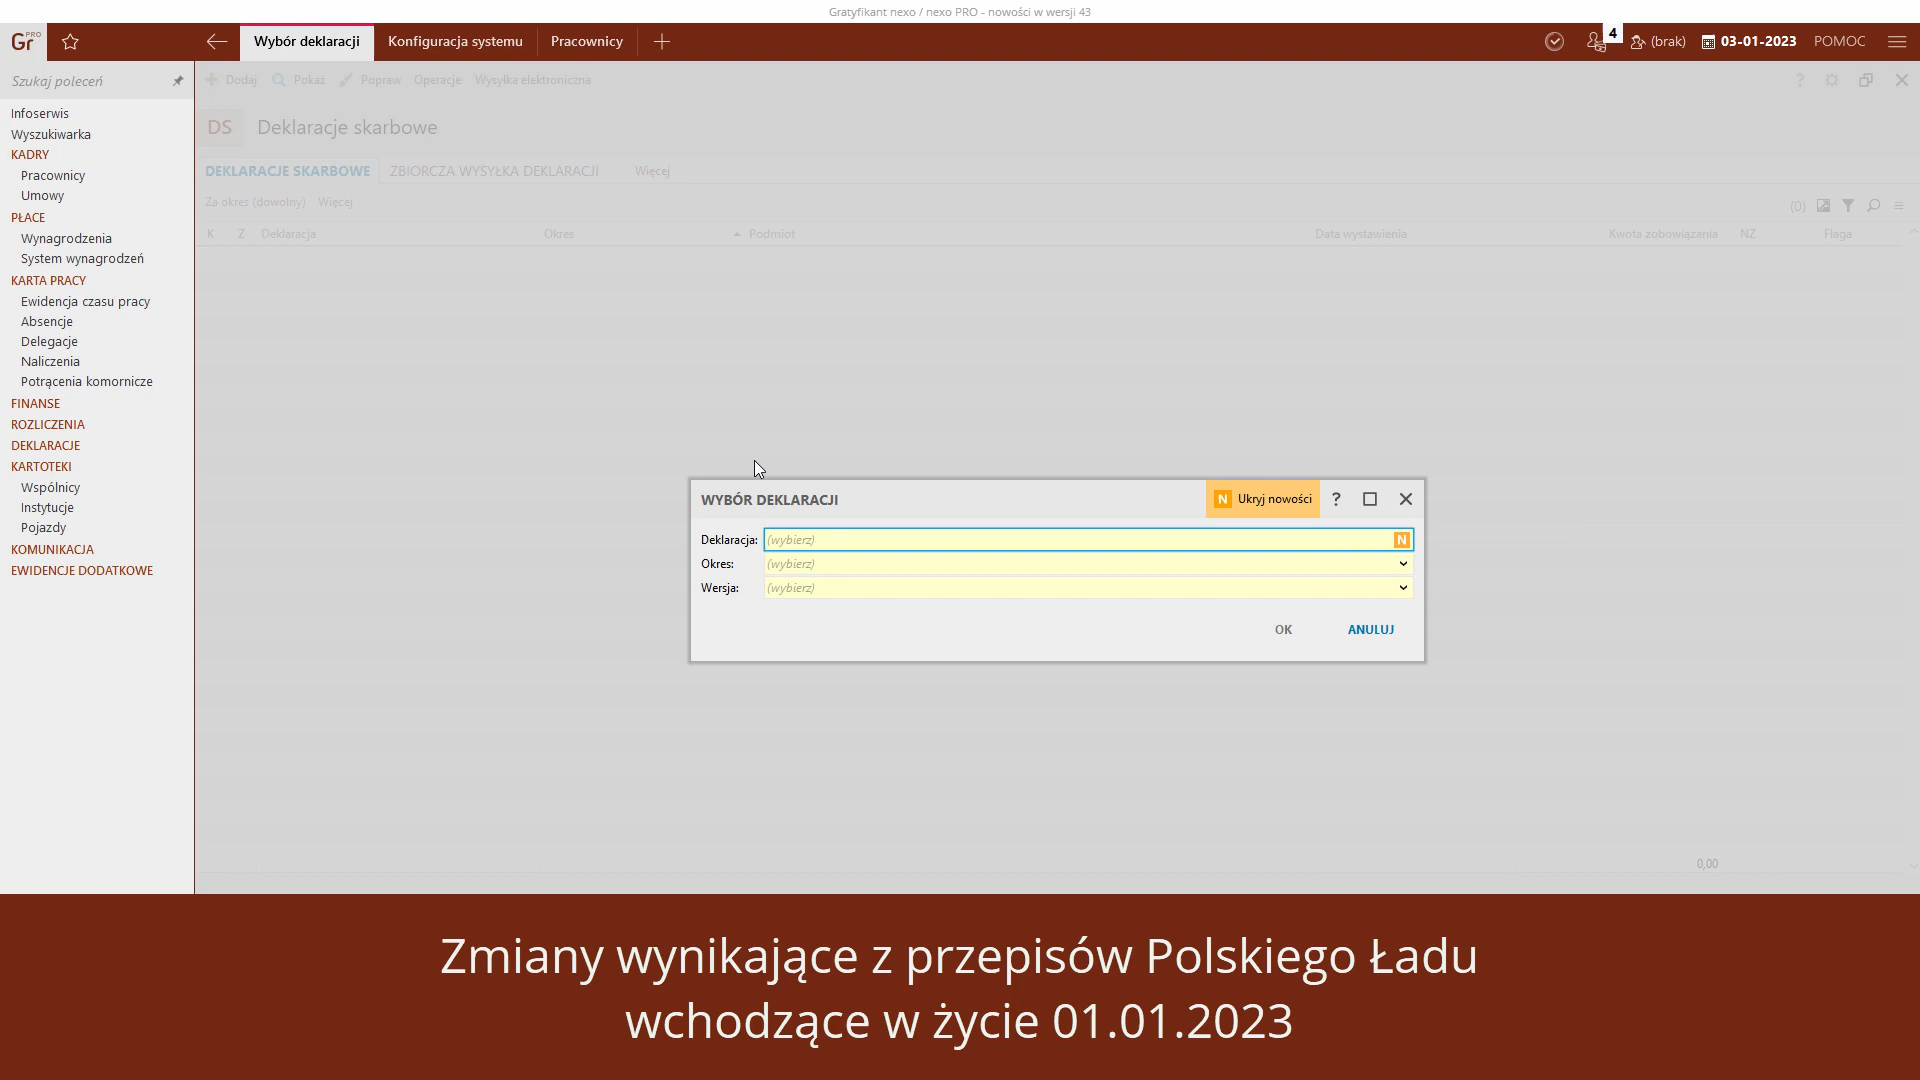 Gratyfikant nexo / nexo PRO - nowości w wersji 43
Gr PRO
Wybór deklaracji
Konfiguracja systemu
Pracownicy
4
(brak)
03-01-2023
POMOC
Szukaj poleceń
Infoserwis
Wyszukiwarka
KADRY
Pracownicy
Umowy
PŁACE
Wynagrodzenia
System wynagrodzeń
KARTA PRACY
Ewidencja czasu pracy
Absencje
Delegacje
Naliczenia
Potrącenia komornicze
FINANSE
ROZLICZENIA
DEKLARACJE
KARTOTEKI
Wspólnicy
Instytucje
Pojazdy
KOMUNIKACJA
EWIDENCJE DODATKOWE
Dodaj Pokaż Popraw Operacje Wysyłka elektroniczna
?
DS Deklaracje skarbowe
DEKLARACJE SKARBOWE ZBIORCZA WYSYŁKA DEKLARACJI Więcej
Za okres (dowolny) Więcej
(0)
K Z Deklaracja Okres Podmiot Data wystawienia Kwota zobowiązania NZ Flaga
WYBÓR DEKLARACJI
N Ukryj nowości ?
Deklaracja: (wybierz) N
Okres: (wybierz)
Wersja: (wybierz)
OK ANULUJ
0,00
Zmiany wynikające z przepisów Polskiego Ładu
wchodzące w życie 01.01.2023